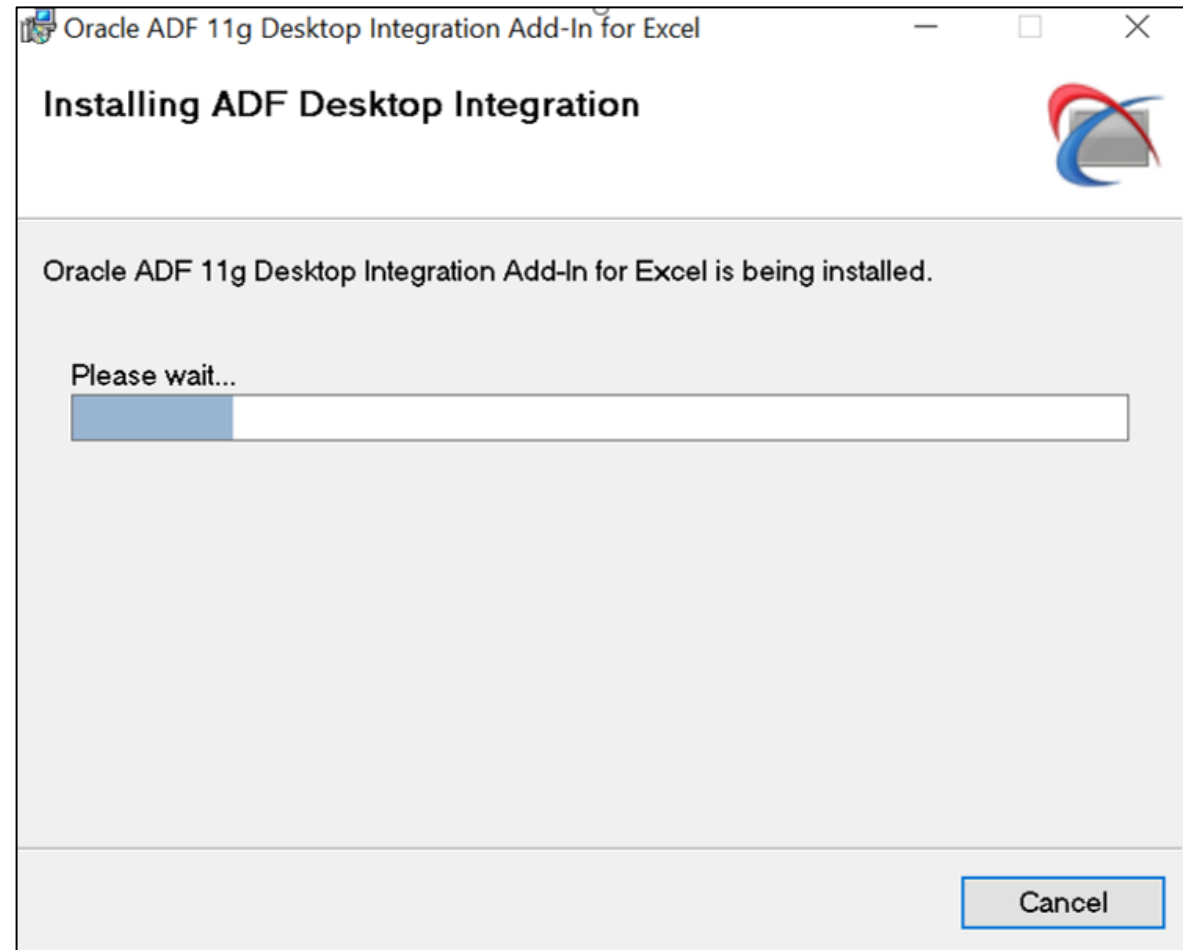 Oracle ADF 11g Desktop Integration Add-In for Excel
Installing ADF Desktop Integration
Oracle ADF 11g Desktop Integration Add-In for Excel is being installed.
Please wait...
Cancel